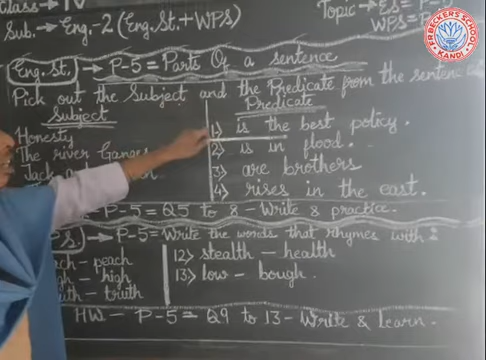 Class → IV
Sub. → Eng.-2 (Eng.St.+WPS)
Topic → ES = P-
WPS = P
ERBECKER'S SCHOOL
KANDI
Eng.St. → P-5 = Parts Of a sentence
Pick out the Subject and the Predicate from the sentence
Subject
Predicate
Honesty
1) is the best policy.
The river Ganges
2) is in flood.
Jack
3) are brothers
4) rises in the east.
P-5 = Q5 to 8 - Write & practice.
→ P-5 = Write the words that rhymes with :
- peach
12) stealth - health
- high
13) low - bough.
- truth
HW - P-5 = Q9 to 13 - Write & Learn.